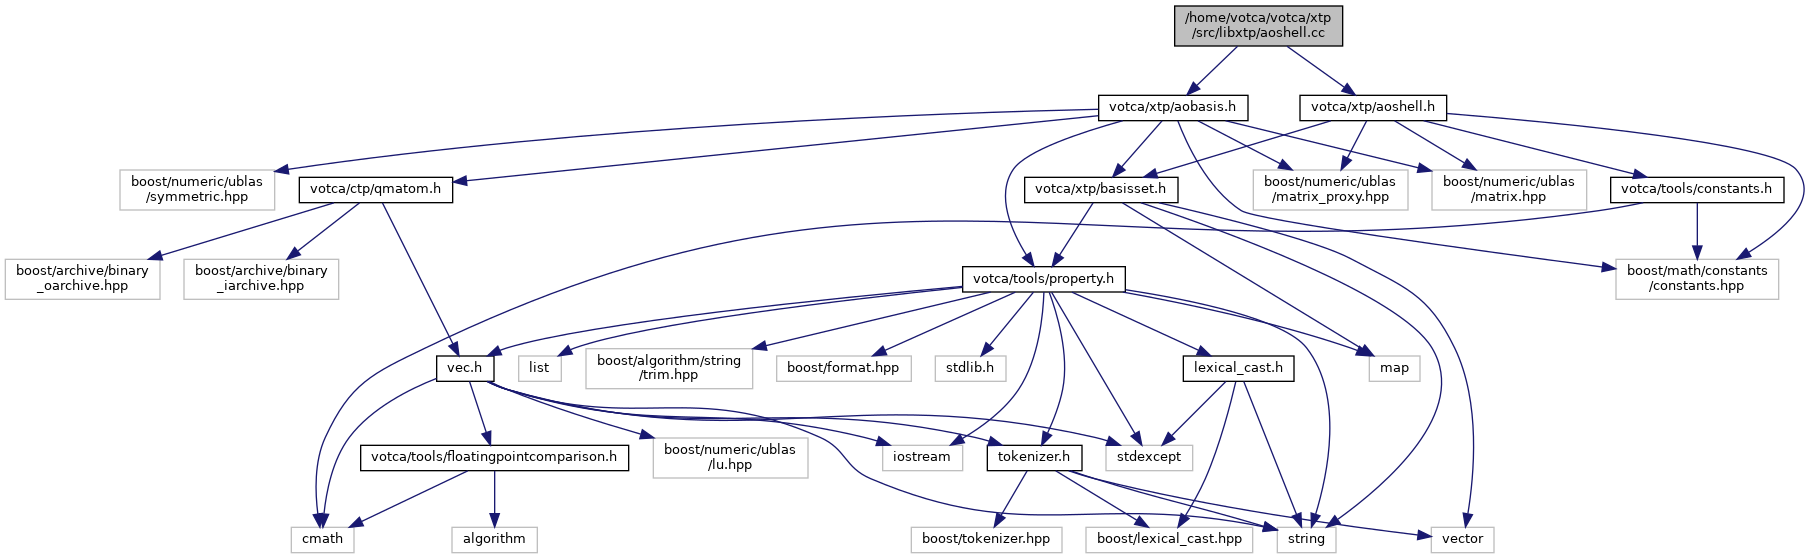 /home/votca/votca/xtp
/src/libxtp/aoshell.cc
votca/xtp/aobasis.h
votca/xtp/aoshell.h
boost/numeric/ublas
/symmetric.hpp
votca/ctp/qmatom.h
votca/xtp/basisset.h
boost/numeric/ublas
/matrix_proxy.hpp
boost/numeric/ublas
/matrix.hpp
votca/tools/constants.h
boost/archive/binary
_oarchive.hpp
boost/archive/binary
_iarchive.hpp
votca/tools/property.h
boost/math/constants
/constants.hpp
vec.h
list
boost/algorithm/string
/trim.hpp
boost/format.hpp
stdlib.h
lexical_cast.h
map
votca/tools/floatingpointcomparison.h
boost/numeric/ublas
/lu.hpp
iostream
tokenizer.h
stdexcept
cmath
algorithm
boost/tokenizer.hpp
boost/lexical_cast.hpp
string
vector